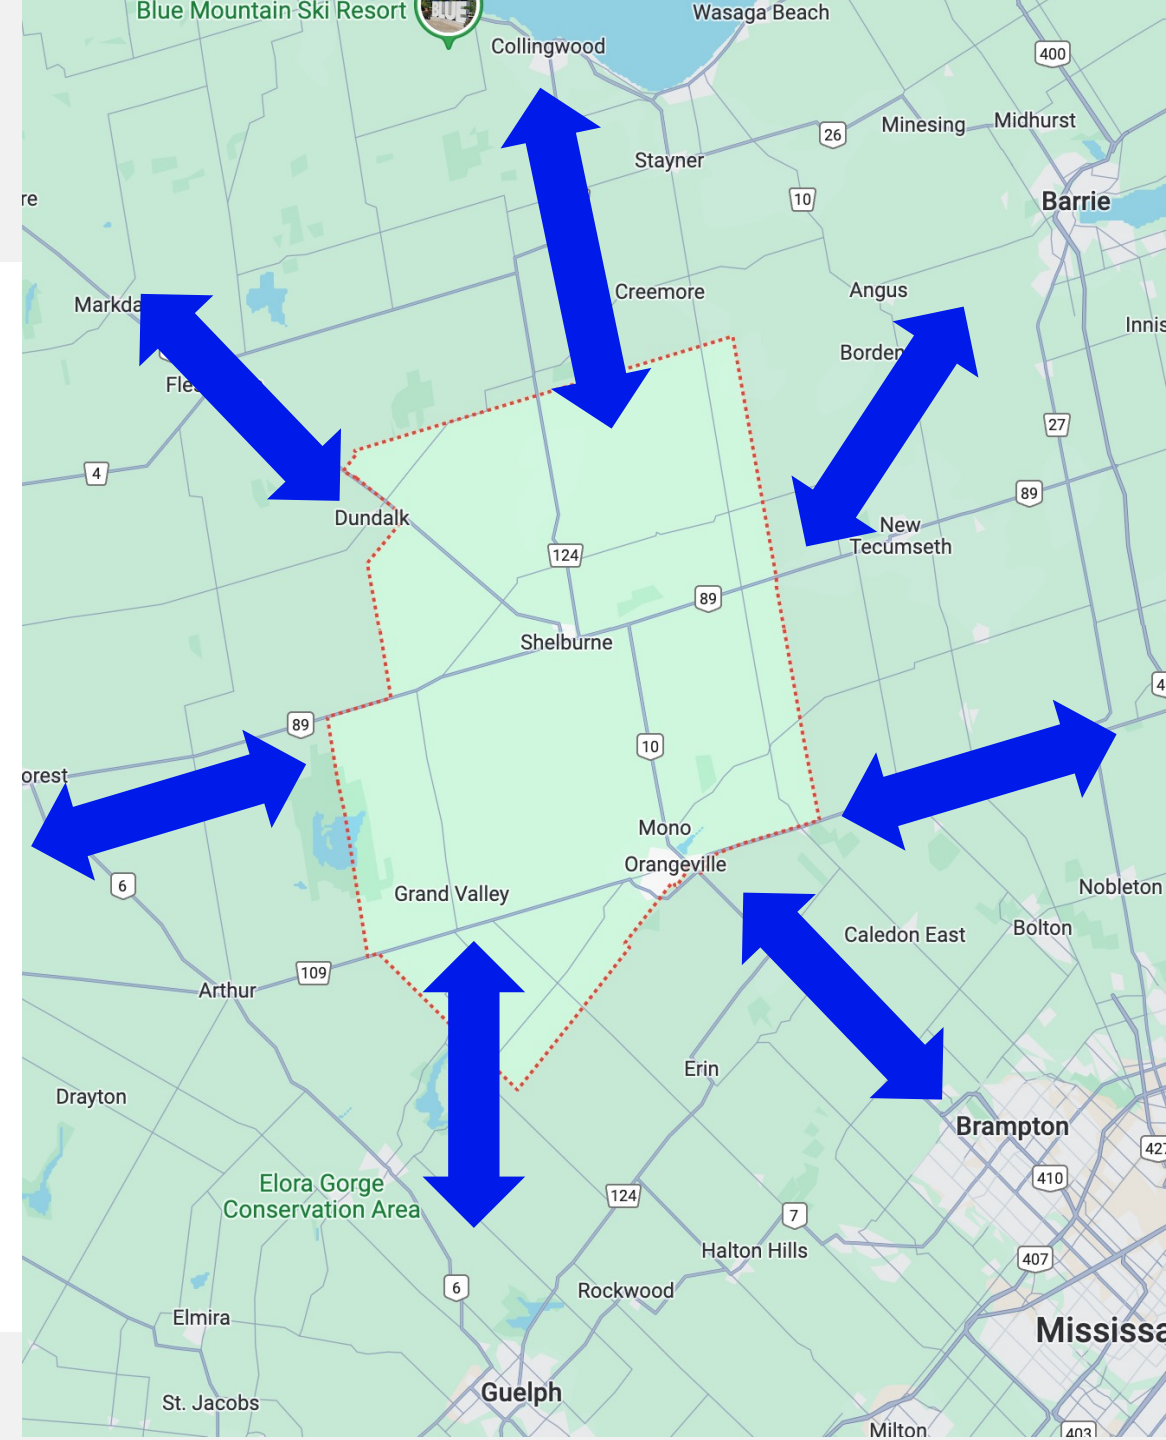 Blue Mountain Ski Resort
BLUE
Wasaga Beach
Collingwood
400
Minesing
Midhurst
26
Stayner
10
re
Barrie
Creemore
Angus
Markda
Innis
Borden
Fle
27
4
89
Dundalk
New
Tecumseth
124
89
Shelburne
4
89
10
orest
Mono
Orangeville
6
Grand Valley
Nobleton
Caledon East
Bolton
109
Arthur
Erin
Drayton
Brampton
427
410
Elora Gorge
Conservation Area
124
7
Halton Hills
407
6
Rockwood
Elmira
Mississa
Guelph
St. Jacobs
Milton
403